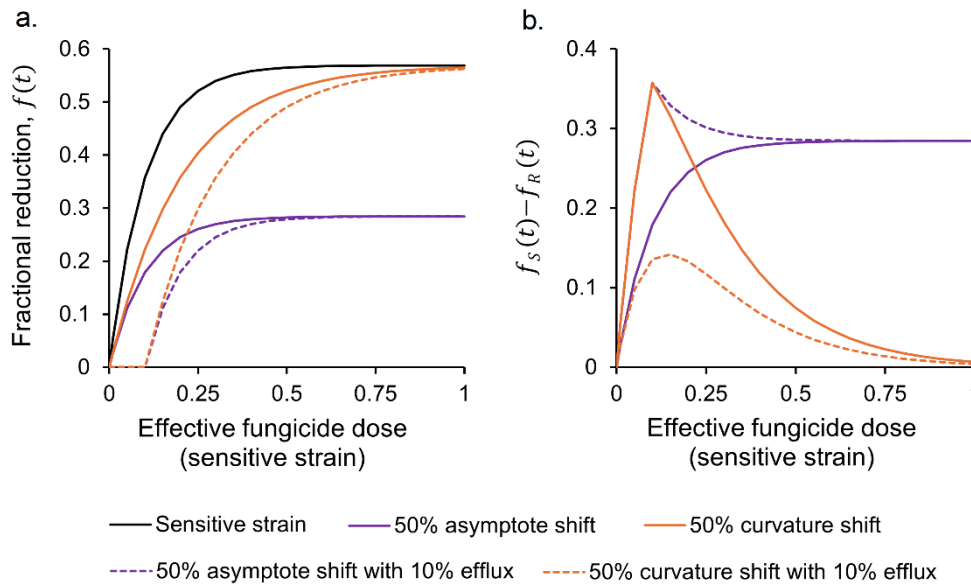 a.
Fractional reduction, f(t)
0.6
0.5
0.4
0.3
0.2
0.1
0
0 0.25 0.5 0.75 1
Effective fungicide dose
(sensitive strain)
b.
f_S(t)−f_R(t)
0.4
0.3
0.2
0.1
0
0 0.25 0.5 0.75 1
Effective fungicide dose
(sensitive strain)
Sensitive strain 50% asymptote shift 50% curvature shift
50% asymptote shift with 10% efflux 50% curvature shift
with 10% efflux